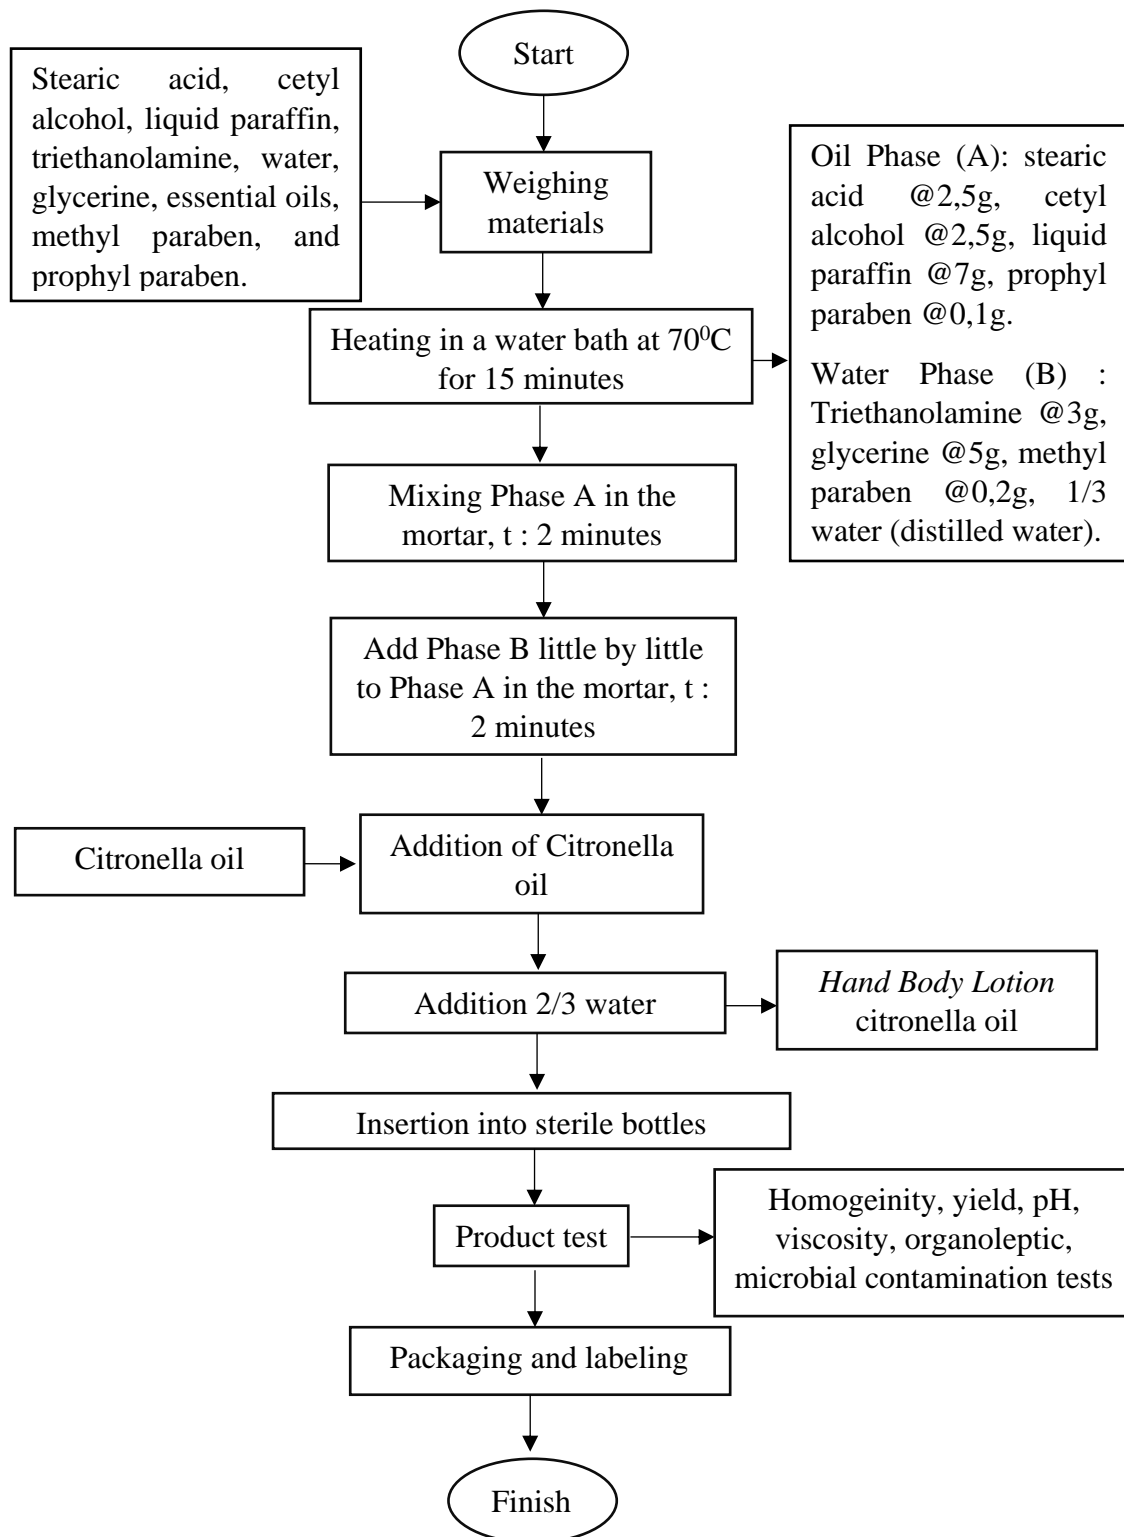 Start
Stearic acid, cetyl
alcohol, liquid paraffin,
triethanolamine, water,
glycerine, essential oils,
methyl paraben, and
prophyl paraben.
Weighing
materials
Oil Phase (A): stearic
acid @2,5g, cetyl
alcohol @2,5g, liquid
paraffin @7g, prophyl
paraben @0,1g.
Water Phase (B) :
Triethanolamine @3g,
glycerine @5g, methyl
paraben @0,2g, 1/3
water (distilled water).
Heating in a water bath at 70⁰C
for 15 minutes
Mixing Phase A in the
mortar, t : 2 minutes
Add Phase B little by little
to Phase A in the mortar, t :
2 minutes
Citronella oil
Addition of Citronella
oil
Addition 2/3 water
Hand Body Lotion
citronella oil
Insertion into sterile bottles
Product test
Homogeinity, yield, pH,
viscosity, organoleptic,
microbial contamination tests
Packaging and labeling
Finish